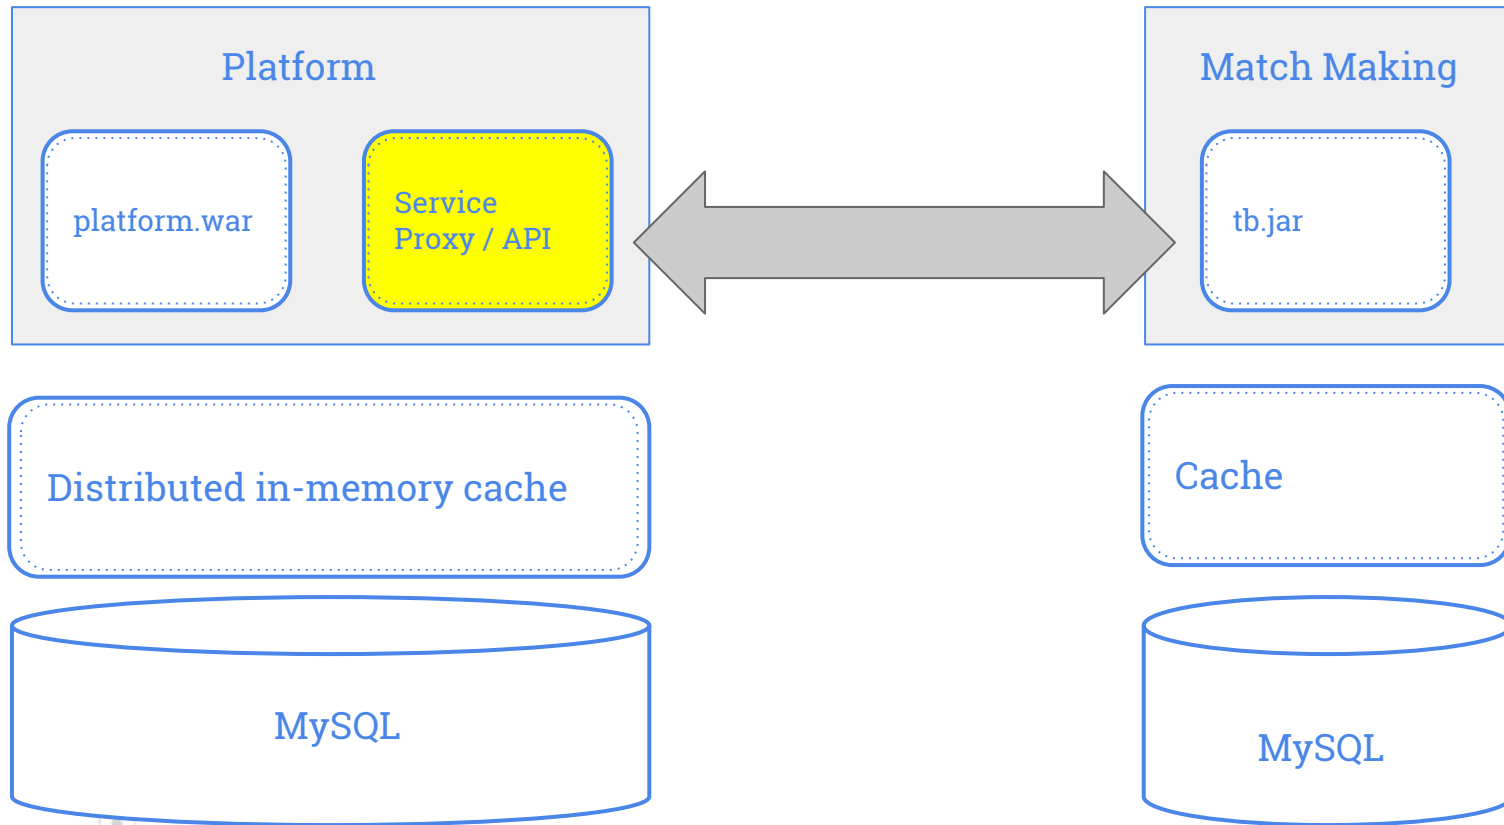 Platform
Match Making
platform.war
Service
Proxy / API
tb.jar
Distributed in-memory cache
Cache
MySQL
MySQL